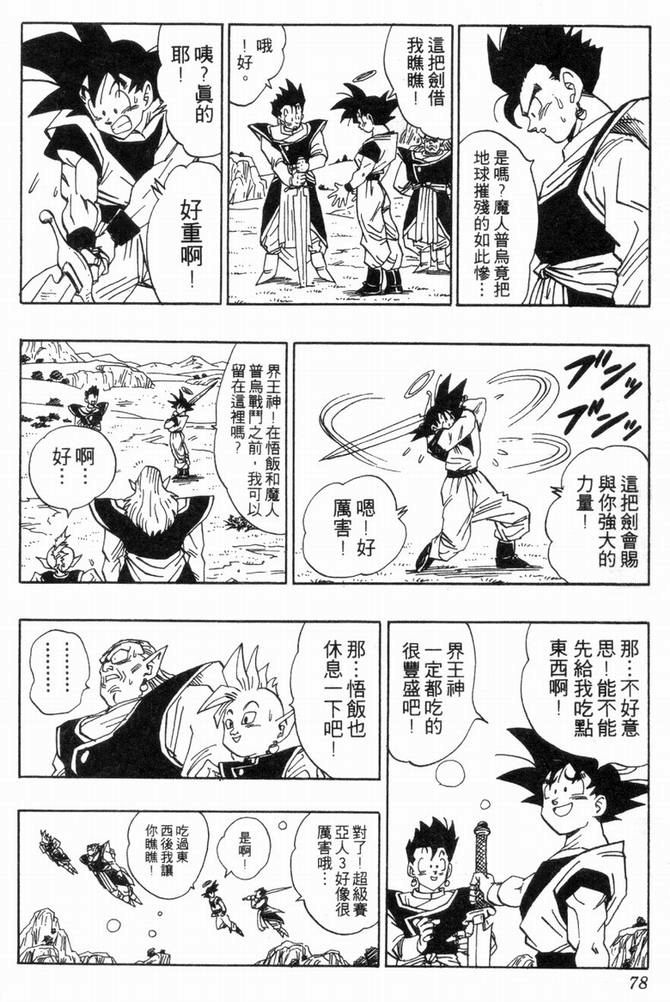 是嗎？魔人普烏竟把
地球摧殘的如此慘…
這把劍借
我瞧瞧！
哦
！好。
咦？真的
耶！
好重啊！
ブンッ
ブンッ
這把劍會賜
與你強大的
力量！
嗯！好
厲害！
界王神！在悟飯和魔人
普烏戰鬥之前，我可以
留在這裡嗎？
啊…
好…
那…不好意
思！能不能
先給我吃點
東西啊！
界王神
一定都吃的
很豐盛吧！
那…悟飯也
休息一下吧！
………
………
對了！超級賽
亞人3好像很
厲害哦…
是啊！
吃過東
西後我讓
你瞧瞧！
78